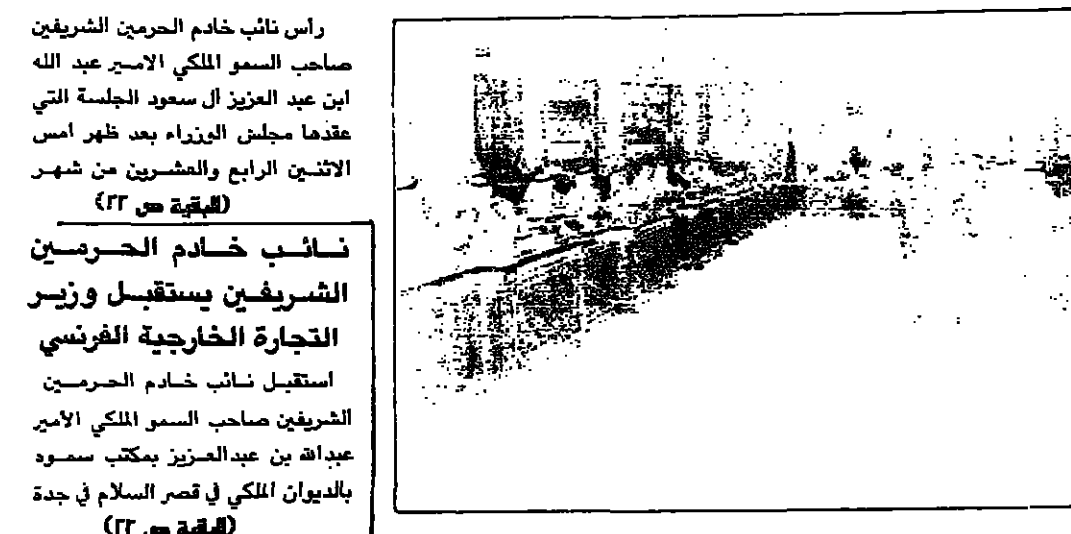 رأس نائب خادم الحرمين الشريفين
صاحب السمو الملكي الامير عبد الله
ابن عبد العزيز آل سعود الجلسة التي
عقدها مجلس الوزراء بعد ظهر امس
الاثنين الرابع والعشرين من شهر
(البقية ص ٢٢)
نائب خادم الحرمين
الشريفين يستقبل وزير
التجارة الخارجية الفرنسي
استقبل نائب خادم الحرمين
الشريفين صاحب السمو الملكي الأمير
عبدالله بن عبدالعزيز بمكتب سموه
بالديوان الملكي في قصر السلام في جدة
(البقية ص ٢٢)